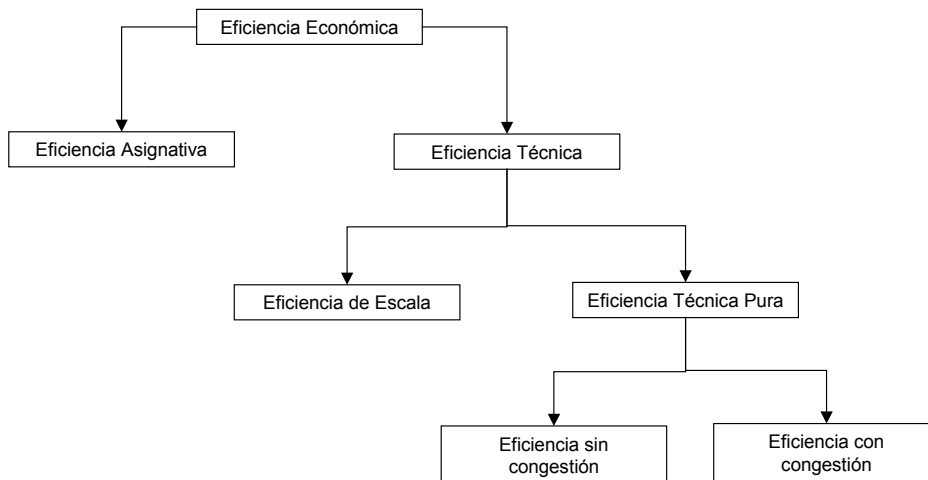 Eficiencia Económica
Eficiencia Asignativa
Eficiencia Técnica
Eficiencia de Escala
Eficiencia Técnica Pura
Eficiencia sin
congestión
Eficiencia con
congestión